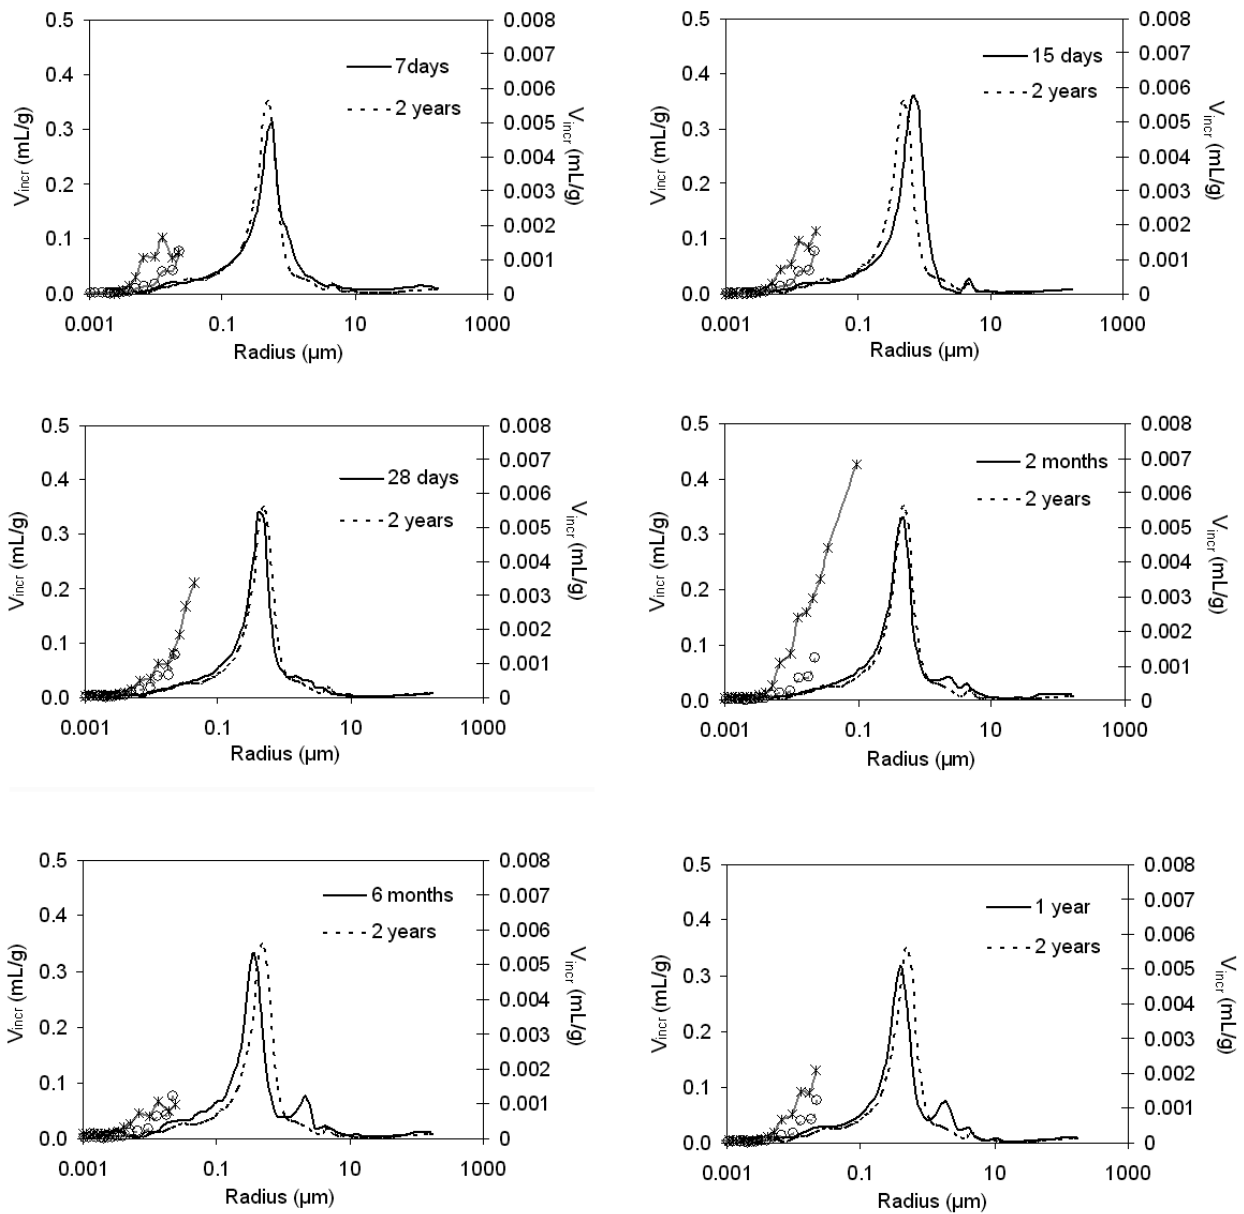 0.5 0.008
0.007
0.4 7days 0.006
0.3 2 years 0.005
0.004
0.2 0.003
0.1 0.002
0.001
0.0 0
0.001 0.1 10 1000
Radius (µm)
Vincr (mL/g)
Vincr (mL/g)
0.5 0.008
0.007
0.4 15 days 0.006
0.3 2 years 0.005
0.004
0.2 0.003
0.1 0.002
0.001
0.0 0
0.001 0.1 10 1000
Radius (µm)
Vincr (mL/g)
Vincr (mL/g)
0.5 0.008
0.007
0.4 28 days 0.006
0.3 2 years 0.005
0.004
0.2 0.003
0.1 0.002
0.001
0.0 0.000
0.001 0.1 10 1000
Radius (µm)
Vincr (mL/g)
Vincr (mL/g)
0.5 0.008
0.007
0.4 2 months 0.006
0.3 2 years 0.005
0.004
0.2 0.003
0.1 0.002
0.001
0.0 0
0.001 0.1 10 1000
Radius (µm)
Vincr (mL/g)
Vincr (mL/g)
0.5 0.008
0.007
0.4 6 months 0.006
0.3 2 years 0.005
0.004
0.2 0.003
0.1 0.002
0.001
0.0 0.000
0.001 0.1 10 1000
Radius (µm)
Vincr (mL/g)
Vincr (mL/g)
0.5 0.008
0.007
0.4 1 year 0.006
0.3 2 years 0.005
0.004
0.2 0.003
0.1 0.002
0.001
0.0 0.000
0.001 0.1 10 1000
Radius (µm)
Vincr (mL/g)
Vincr (mL/g)